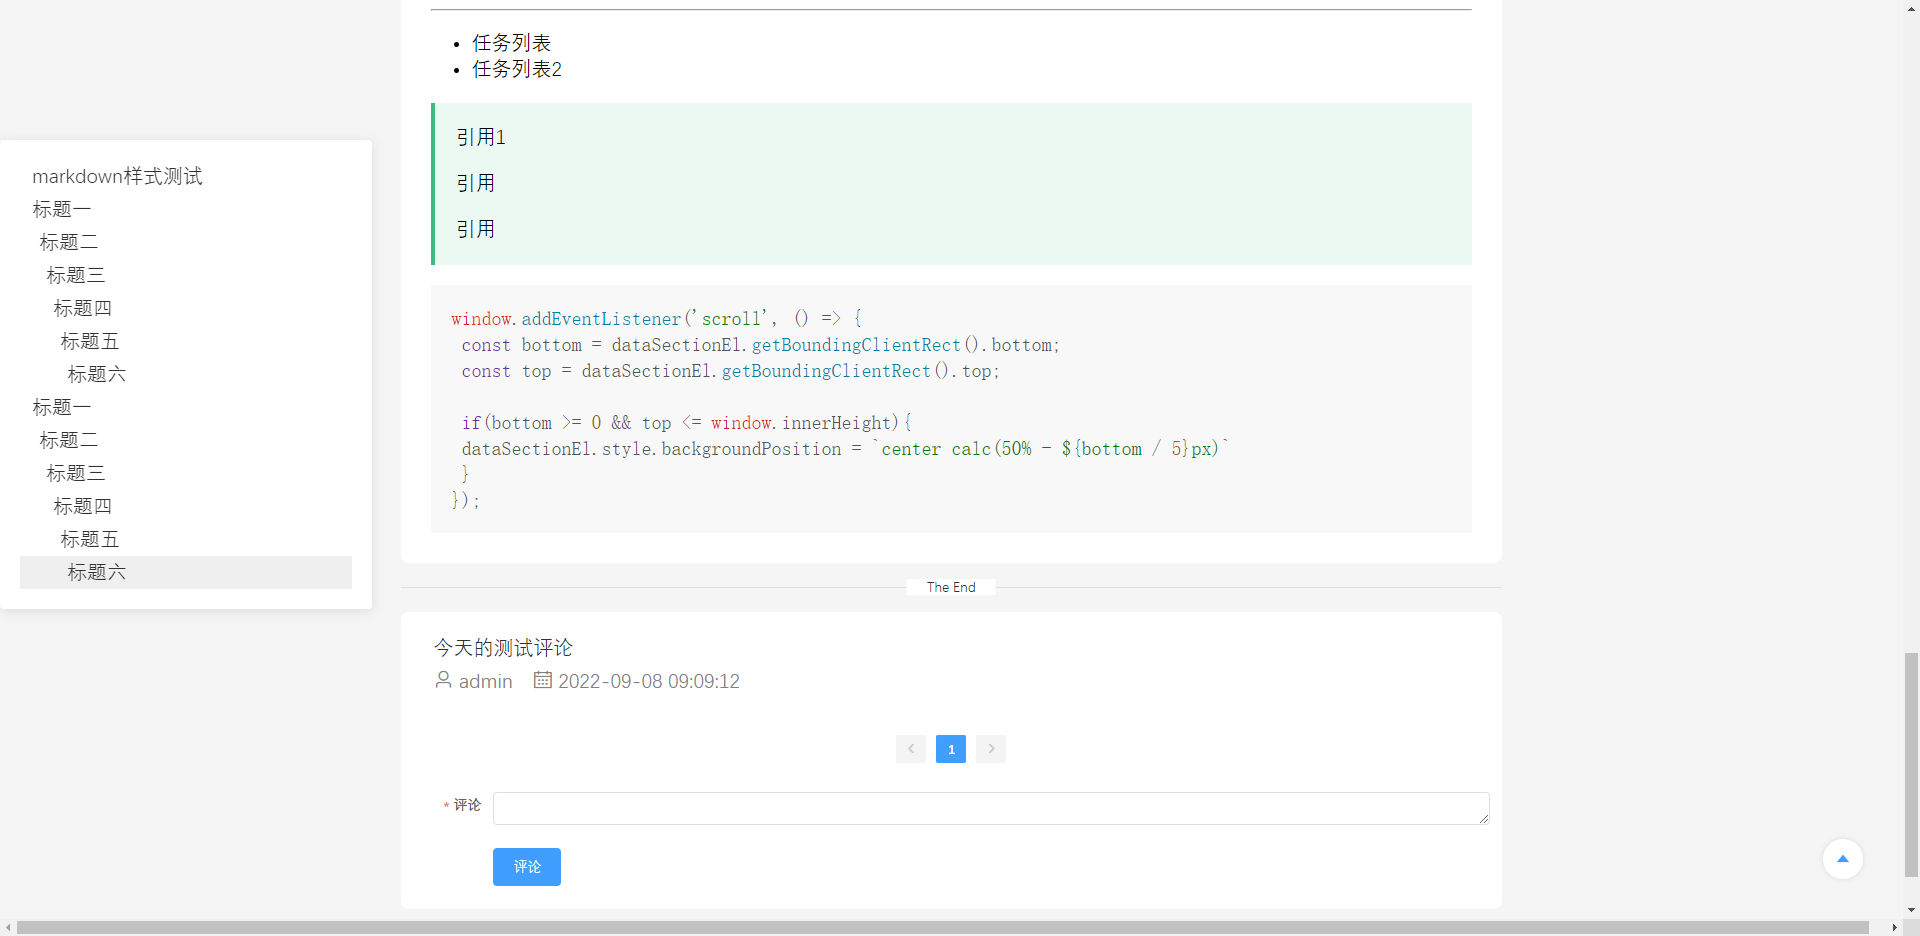 markdown样式测试
标题一
标题二
标题三
标题四
标题五
标题六
标题一
标题二
标题三
标题四
标题五
标题六
任务列表
任务列表2
引用1
引用
引用
window.addEventListener('scroll', () => {
const bottom = dataSectionEl.getBoundingClientRect().bottom;
const top = dataSectionEl.getBoundingClientRect().top;
if(bottom >= 0 && top <= window.innerHeight){
dataSectionEl.style.backgroundPosition = `center calc(50% - ${bottom / 5}px)`
}
});
The End
今天的测试评论
admin 2022-09-08 09:09:12
1
* 评论
评论